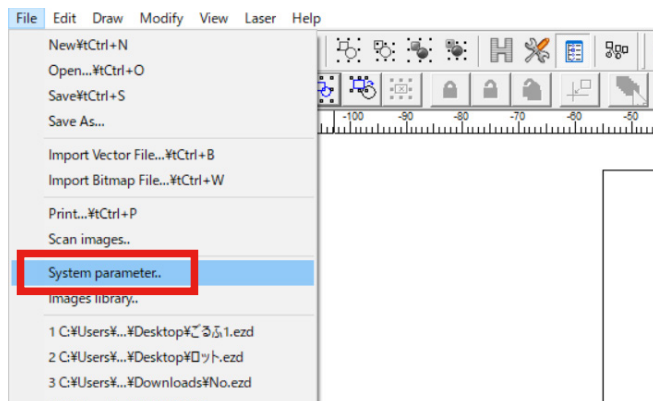 File Edit Draw Modify View Laser Help
New¥tCtrl+N
Open...¥tCtrl+O
Save¥tCtrl+S
Save As...
-100 -90 -80 -70 -60 -50
Import Vector File...¥tCtrl+B
Import Bitmap File...¥tCtrl+W
Print...¥tCtrl+P
Scan images..
System parameter..
Images library..
1 C:¥Users¥...¥Desktop¥ごるふ1.ezd
2 C:¥Users¥...¥Desktop¥ロット.ezd
3 C:¥Users¥...¥Downloads¥No.ezd